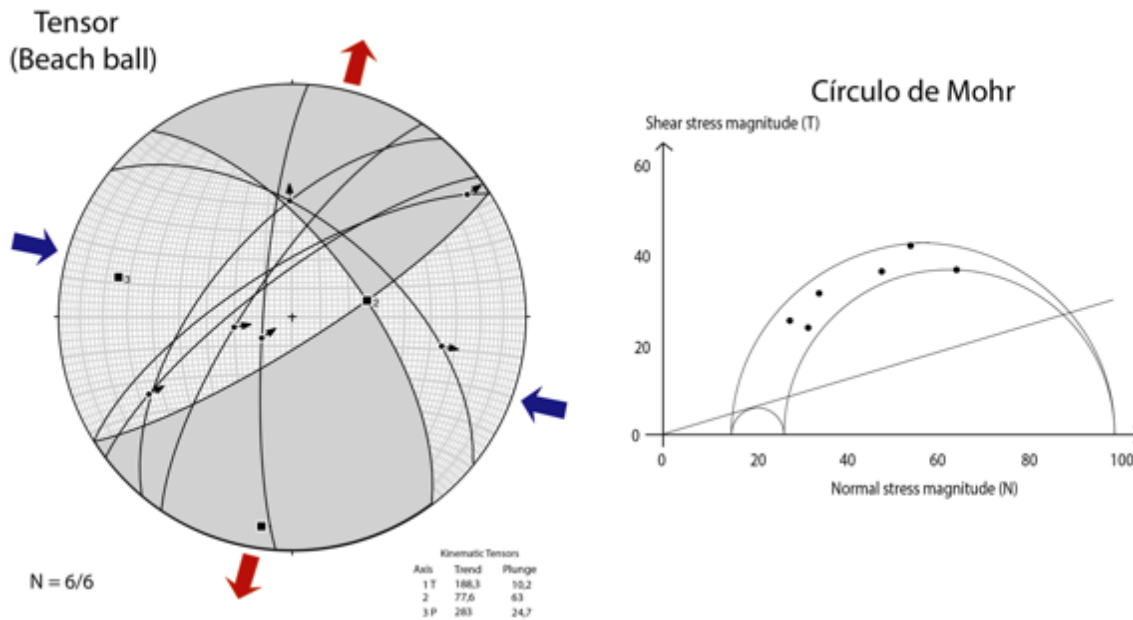 Tensor
(Beach ball)
3
2
N = 6/6
Kinematic Tensors
Axis Trend Plunge
1 T 188,3 10,2
2 77,6 63
3 P 283 24,7
Círculo de Mohr
Shear stress magnitude (T)
60
40
20
0
0 20 40 60 80 100
Normal stress magnitude (N)